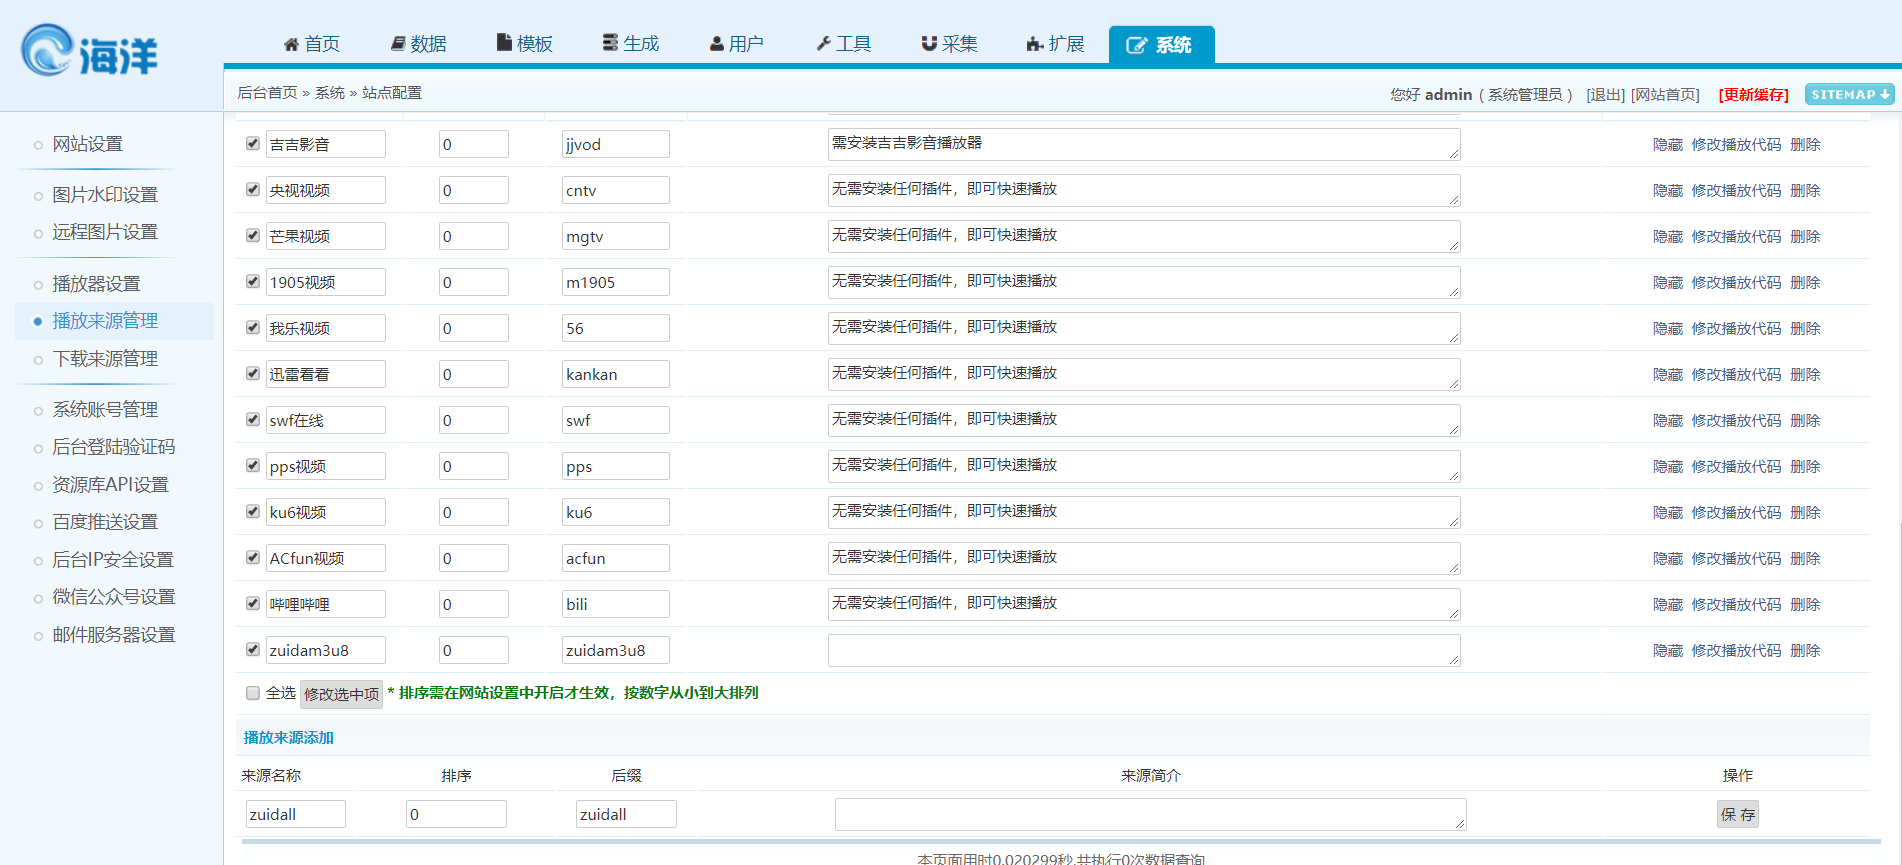 海洋
首页 数据 模板 生成 用户 工具 采集 扩展 系统
后台首页 » 系统 » 站点配置
您好 admin ( 系统管理员 ) [退出] [网站首页] [更新缓存] SITEMAP
网站设置
图片水印设置
远程图片设置
播放器设置
播放来源管理
下载来源管理
系统账号管理
后台登陆验证码
资源库API设置
百度推送设置
后台IP安全设置
微信公众号设置
邮件服务器设置
吉吉影音 0 jjvod 需安装吉吉影音播放器 隐藏 修改播放代码 删除
央视视频 0 cntv 无需安装任何插件，即可快速播放 隐藏 修改播放代码 删除
芒果视频 0 mgtv 无需安装任何插件，即可快速播放 隐藏 修改播放代码 删除
1905视频 0 m1905 无需安装任何插件，即可快速播放 隐藏 修改播放代码 删除
我乐视频 0 56 无需安装任何插件，即可快速播放 隐藏 修改播放代码 删除
迅雷看看 0 kankan 无需安装任何插件，即可快速播放 隐藏 修改播放代码 删除
swf在线 0 swf 无需安装任何插件，即可快速播放 隐藏 修改播放代码 删除
pps视频 0 pps 无需安装任何插件，即可快速播放 隐藏 修改播放代码 删除
ku6视频 0 ku6 无需安装任何插件，即可快速播放 隐藏 修改播放代码 删除
ACfun视频 0 acfun 无需安装任何插件，即可快速播放 隐藏 修改播放代码 删除
哔哩哔哩 0 bili 无需安装任何插件，即可快速播放 隐藏 修改播放代码 删除
zuidam3u8 0 zuidam3u8 隐藏 修改播放代码 删除
全选 修改选中项 * 排序需在网站设置中开启才生效，按数字从小到大排列
播放来源添加
来源名称 排序 后缀 来源简介 操作
zuidall 0 zuidall 保 存
本页面用时0.020299秒,共执行0次数据查询